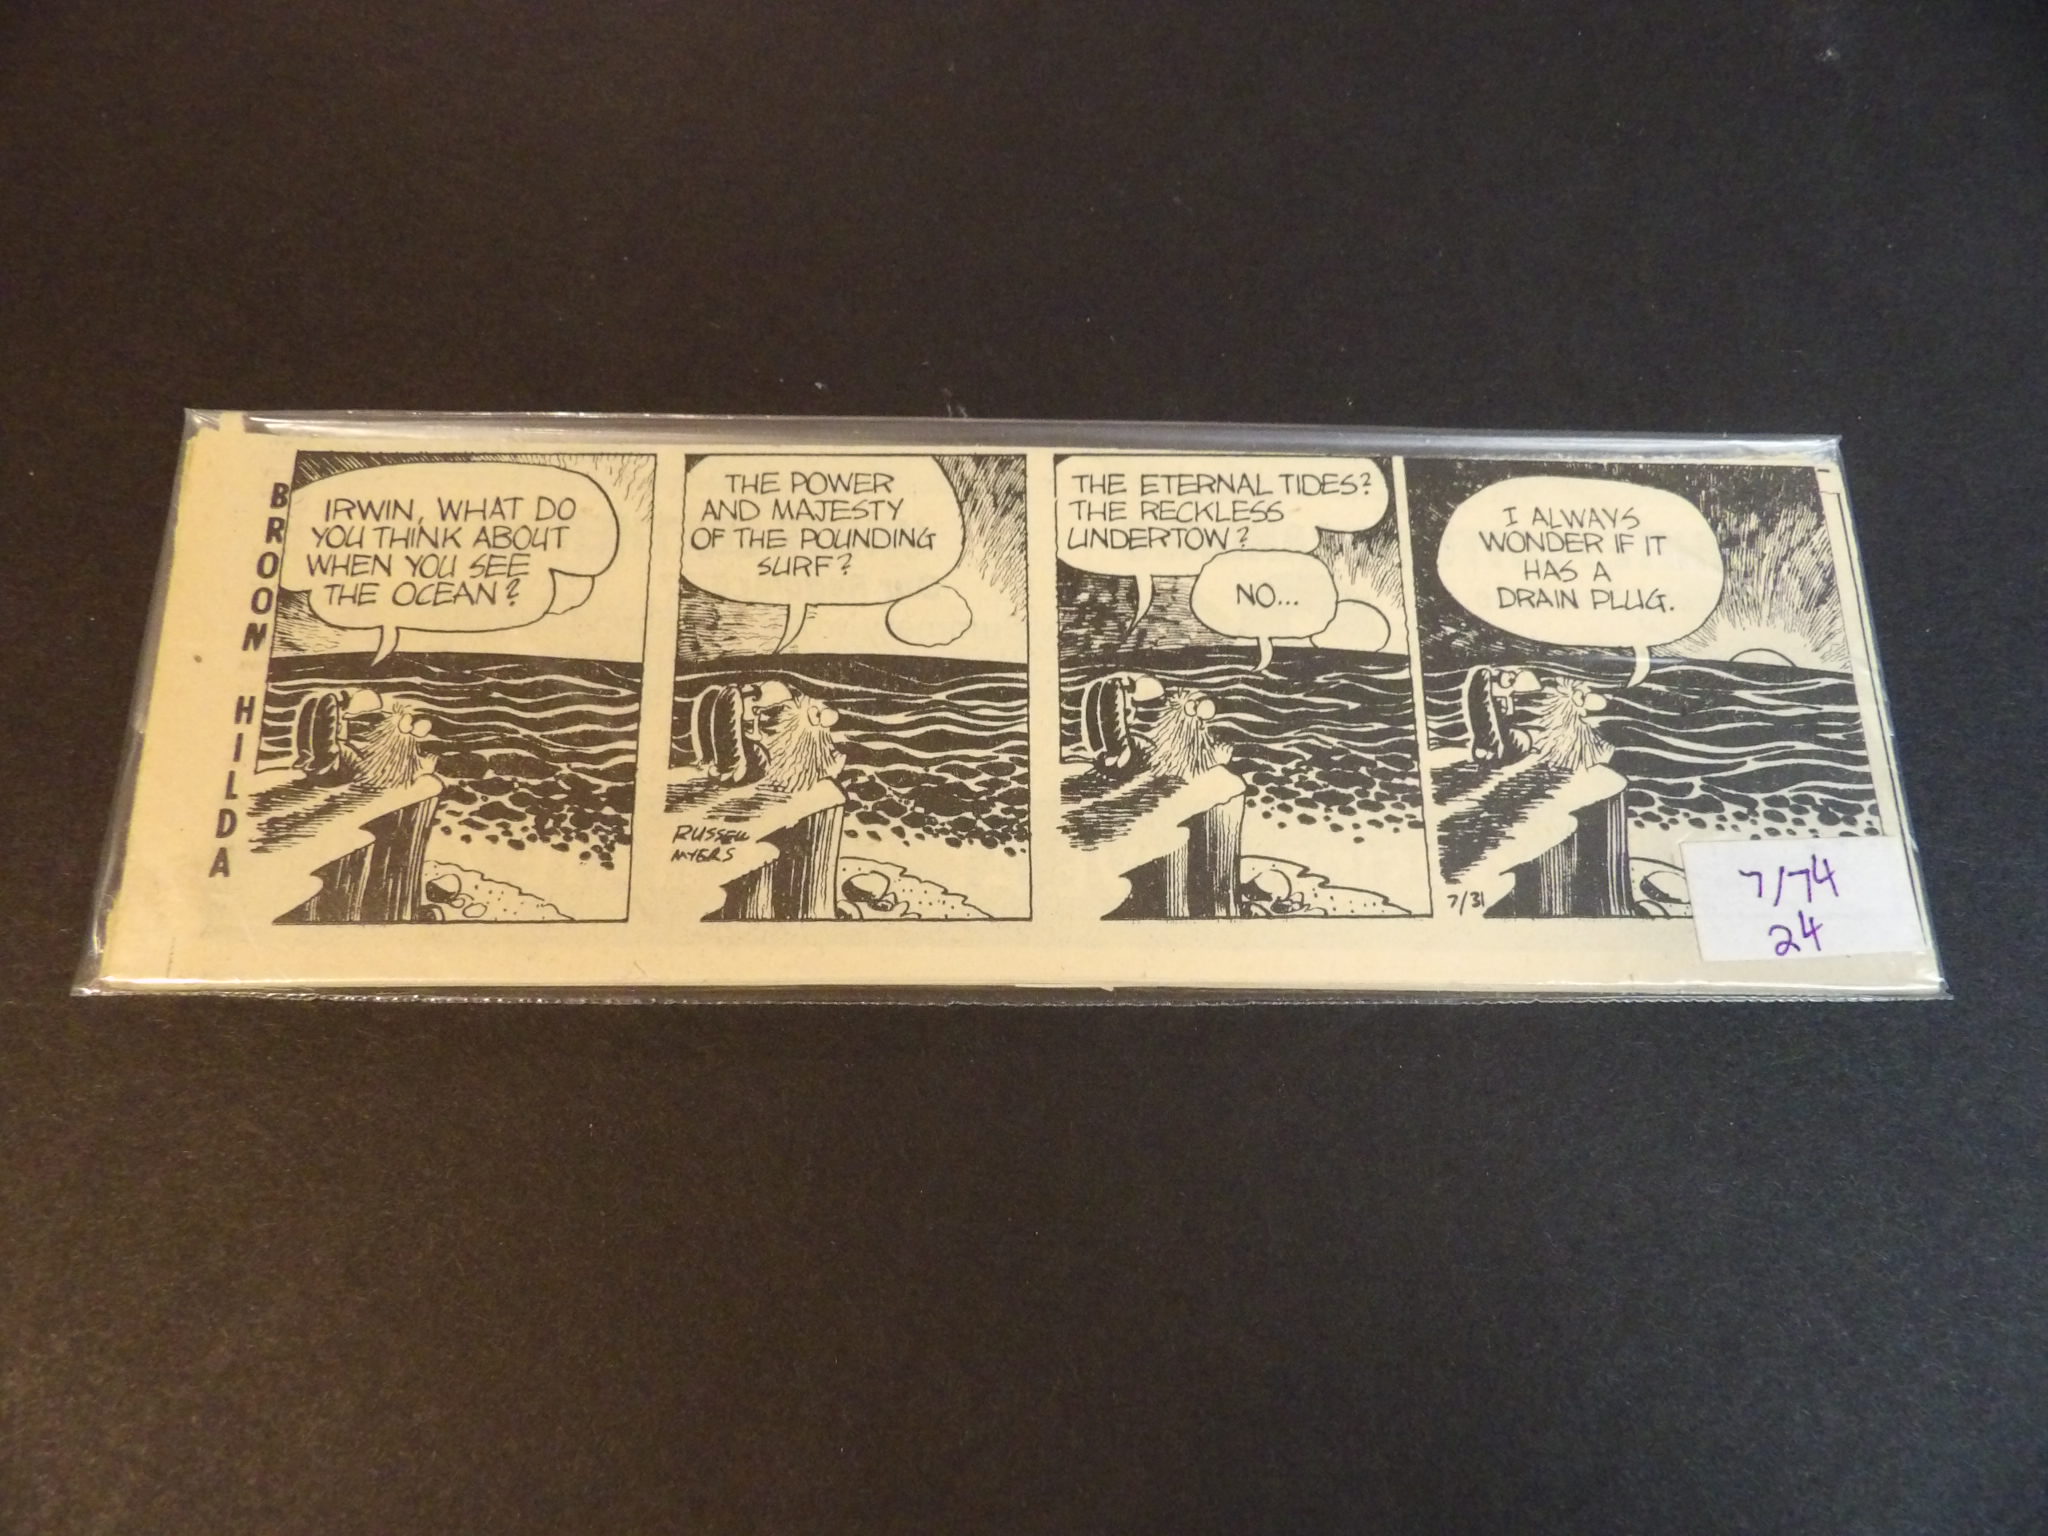 BROOM HILDA
IRWIN, WHAT DO
YOU THINK ABOUT
WHEN YOU SEE
THE OCEAN?
THE POWER
AND MAJESTY
OF THE POUNDING
SURF?
RUSSELL
MYERS
THE ETERNAL TIDES?
THE RECKLESS
UNDERTOW?
NO...
I ALWAYS
WONDER IF IT
HAS A
DRAIN PLUG.
7/31
7/74
24